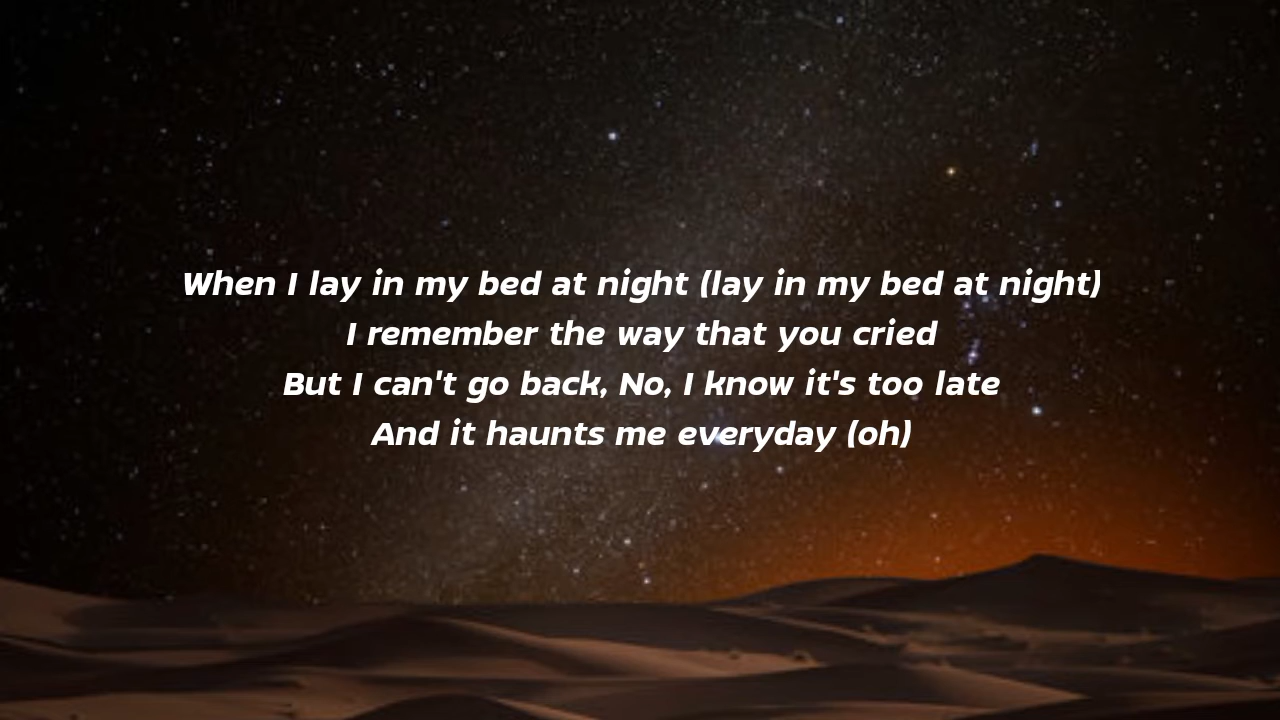 When I lay in my bed at night (lay in my bed at night)
I remember the way that you cried
But I can't go back, No, I know it's too late
And it haunts me everyday (oh)